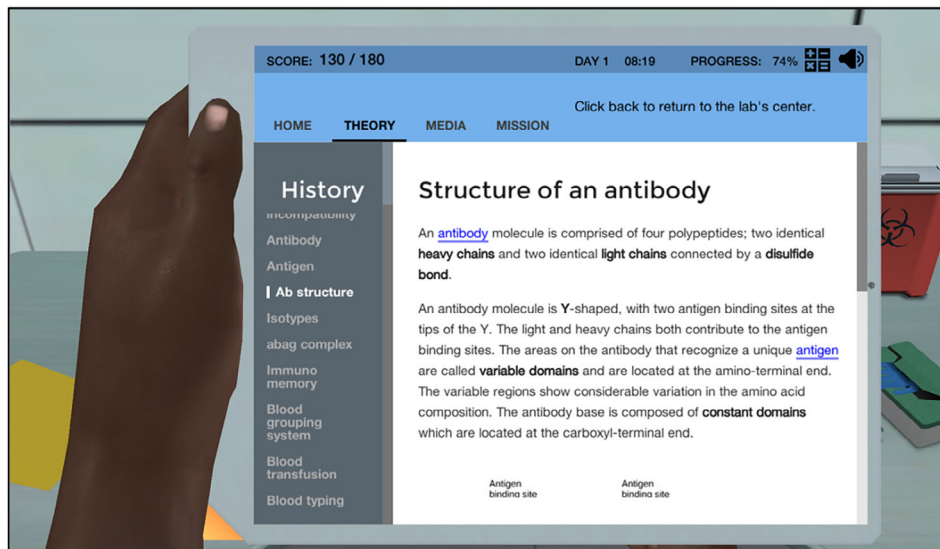 SCORE: 130 / 180
DAY 1 08:19 PROGRESS: 74%
Click back to return to the lab's center.
HOME THEORY MEDIA MISSION
History
Incompatibility
Antibody
Antigen
Ab structure
Isotypes
abag complex
Immuno
memory
Blood
grouping
system
Blood
transfusion
Blood typing
Structure of an antibody
An antibody molecule is comprised of four polypeptides; two identical
heavy chains and two identical light chains connected by a disulfide
bond.
An antibody molecule is Y-shaped, with two antigen binding sites at the
tips of the Y. The light and heavy chains both contribute to the antigen
binding sites. The areas on the antibody that recognize a unique antigen
are called variable domains and are located at the amino-terminal end.
The variable regions show considerable variation in the amino acid
composition. The antibody base is composed of constant domains
which are located at the carboxyl-terminal end.
Antigen
binding site
Antigen
binding site